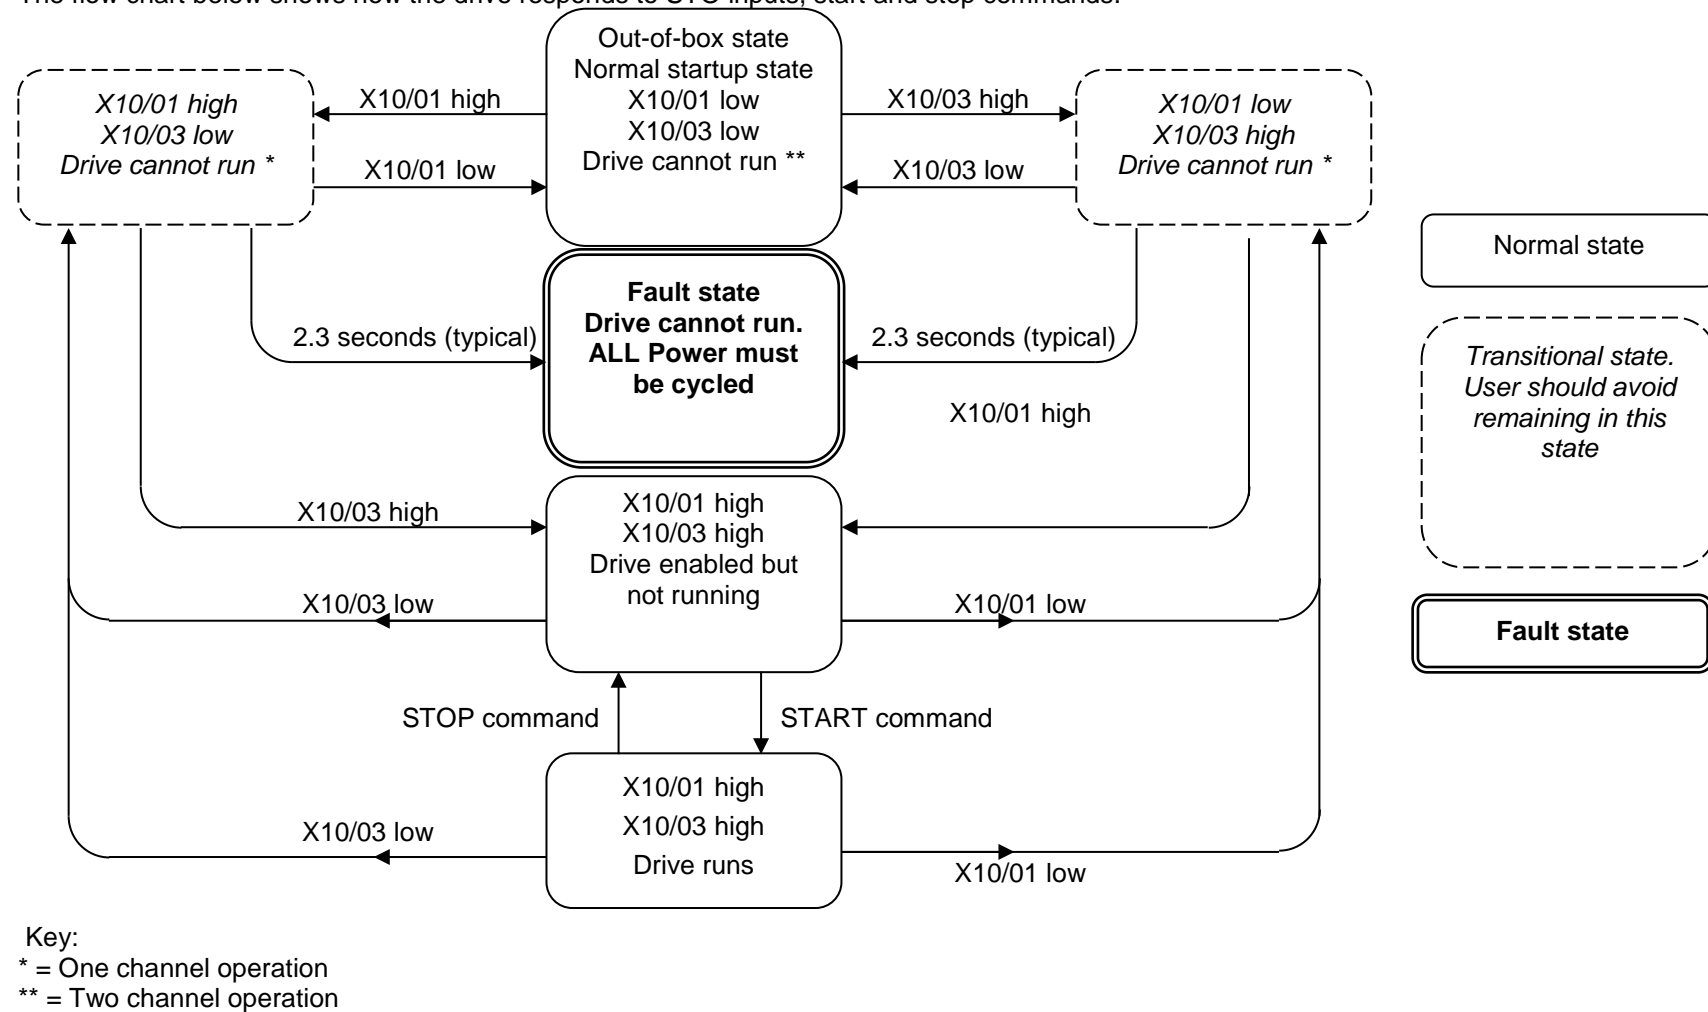 The flow chart below shows how the drive responds to STO inputs, start and stop commands.
Out-of-box state
Normal startup state
X10/01 low
X10/03 low
Drive cannot run **
X10/01 high
X10/03 low
Drive cannot run *
X10/01 high
X10/01 low
X10/03 high
X10/03 low
X10/01 low
X10/03 high
Drive cannot run *
Normal state
Fault state
Drive cannot run.
ALL Power must
be cycled
2.3 seconds (typical)
2.3 seconds (typical)
X10/01 high
Transitional state.
User should avoid
remaining in this
state
X10/03 high
X10/01 high
X10/03 high
Drive enabled but
not running
X10/03 low
X10/01 low
Fault state
STOP command
START command
X10/01 high
X10/03 high
Drive runs
X10/03 low
X10/01 low
Key:
* = One channel operation
** = Two channel operation